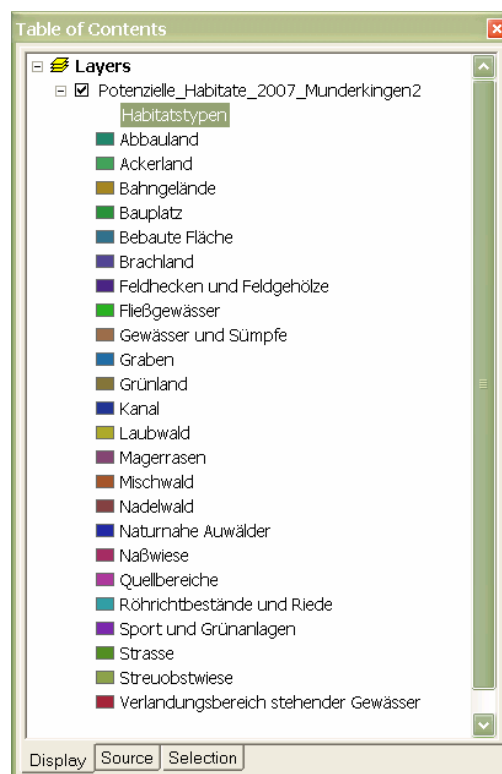 Table of Contents
Layers
Potenzielle_Habitate_2007_Munderkingen2
Habitatstypen
Abbauland
Ackerland
Bahngelände
Bauplatz
Bebaute Fläche
Brachland
Feldhecken und Feldgehölze
Fließgewässer
Gewässer und Sümpfe
Graben
Grünland
Kanal
Laubwald
Magerrasen
Mischwald
Nadelwald
Naturnahe Auwälder
Naßwiese
Quellbereiche
Röhrichtbestände und Riede
Sport und Grünanlagen
Strasse
Streuobstwiese
Verlandungsbereich stehender Gewässer
Display Source Selection